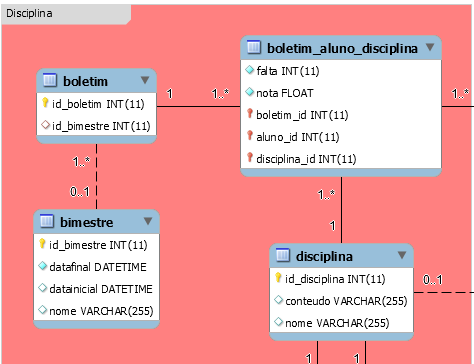 Disciplina
boletim
id_boletim INT(11)
id_bimestre INT(11)
1
1..*
boletim_aluno_disciplina
falta INT(11)
nota FLOAT
boletim_id INT(11)
aluno_id INT(11)
disciplina_id INT(11)
1..*
1..*
0..1
bimestre
id_bimestre INT(11)
datafinal DATETIME
datainicial DATETIME
nome VARCHAR(255)
1..*
1
disciplina
id_disciplina INT(11)
conteudo VARCHAR(255)
nome VARCHAR(255)
0..1
1
1